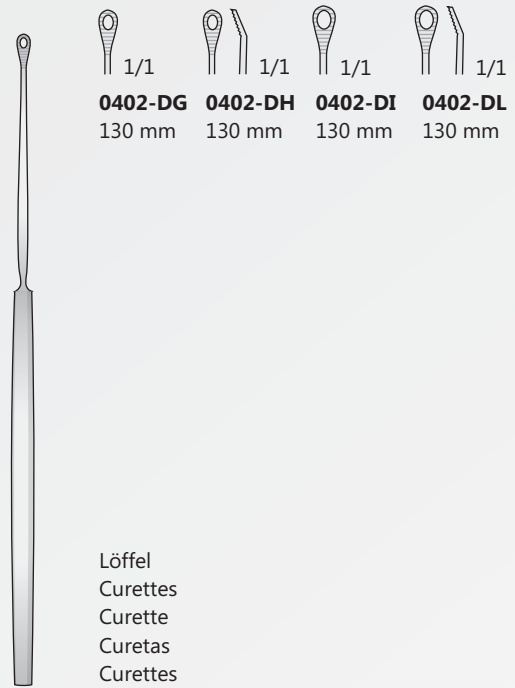 1/1 1/1 1/1 1/1
0402-DG 0402-DH 0402-DI 0402-DL
130 mm 130 mm 130 mm 130 mm
Löffel
Curettes
Curette
Curetas
Curettes